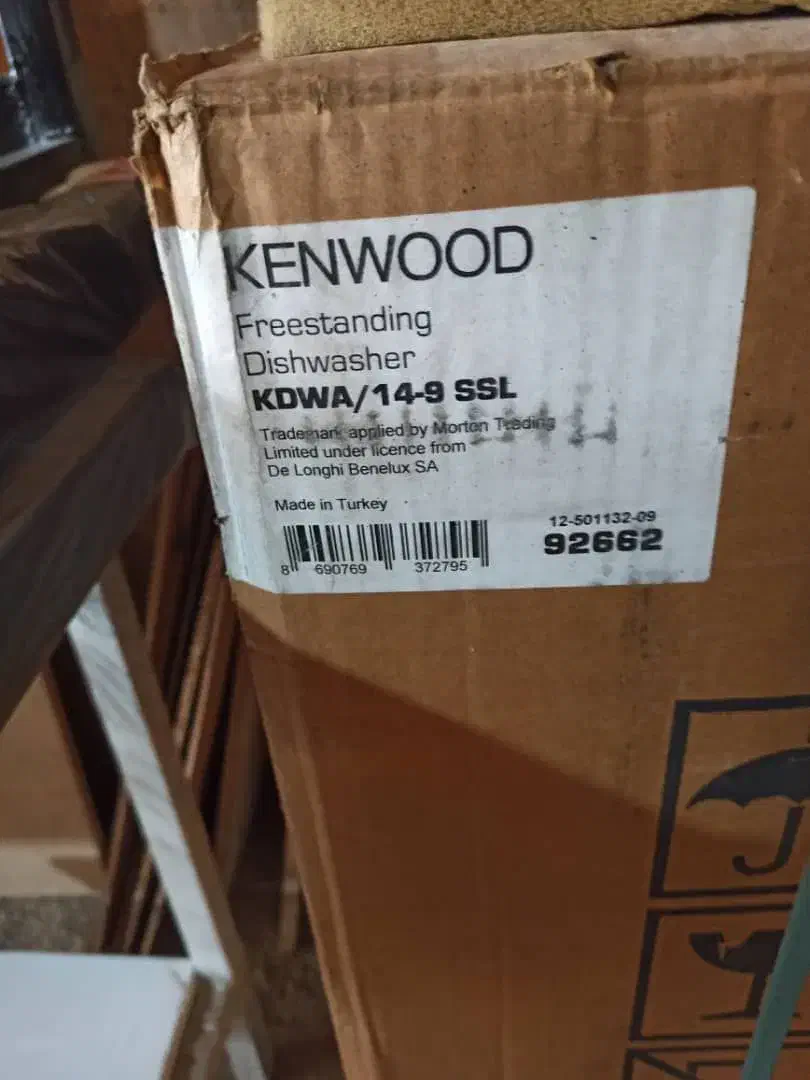 KENWOOD
Freestanding
Dishwasher
KDWA/14-9 SSL
Trademark applied by Morton Trading
Limited under licence from
De Longhi Benelux SA
Made in Turkey
12-501132-09
92662
8 690769 372795